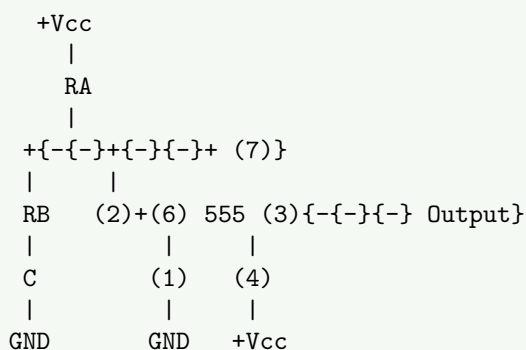 +Vcc
|
RA
|
+{-{-}+{-}{-}+ (7)}
| |
RB (2)+(6) 555 (3){-{-}{-} Output}
| | |
C (1) (4)
| | |
GND GND +Vcc